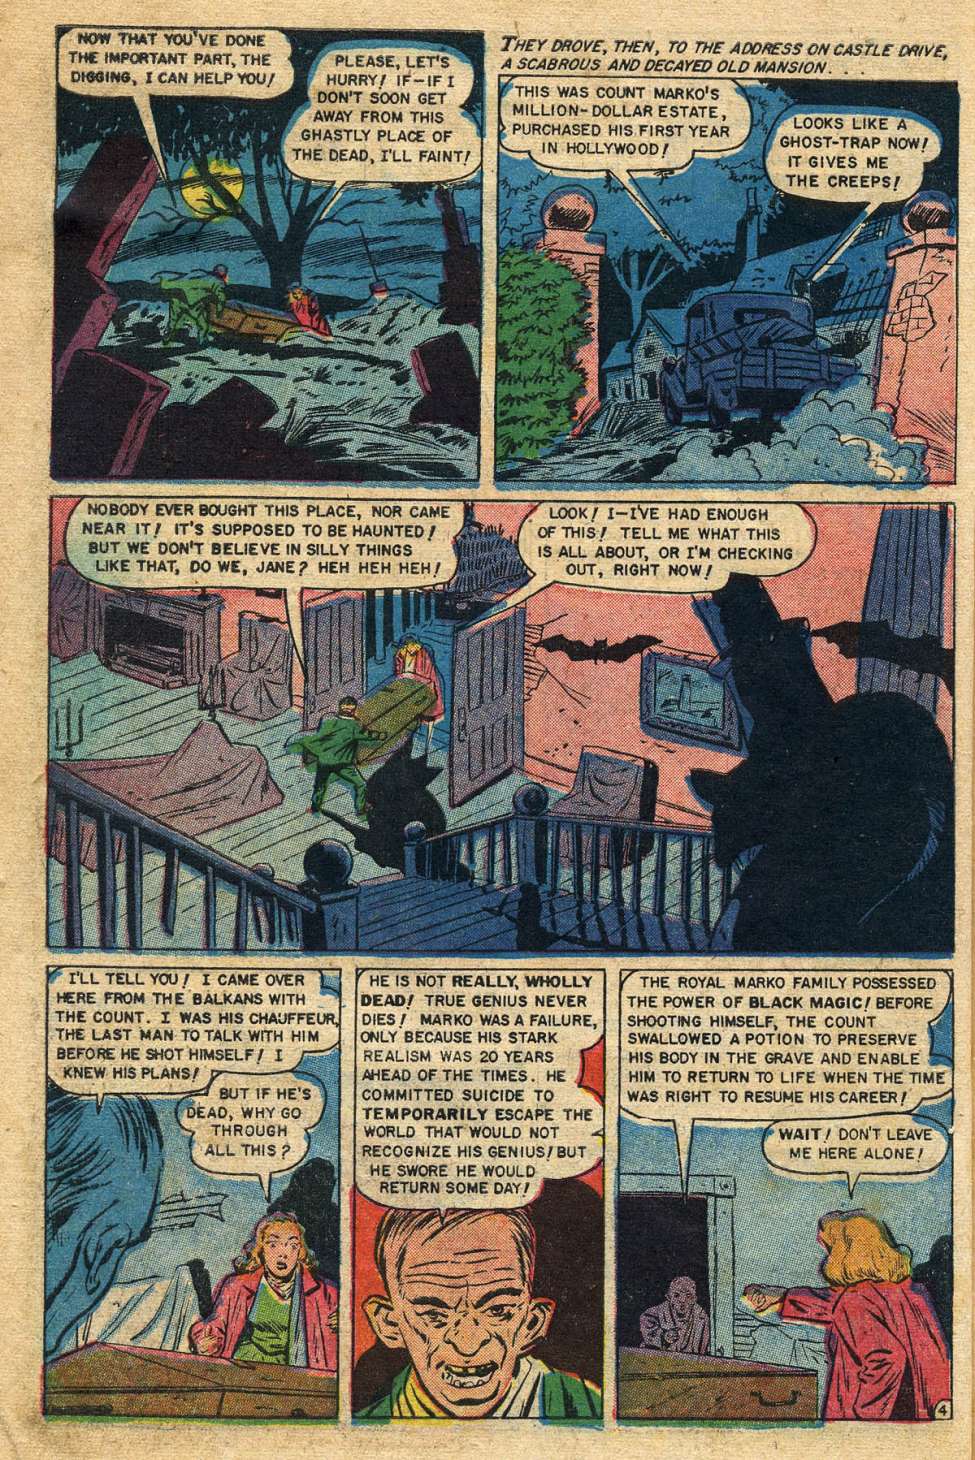 NOW THAT YOU'VE DONE
THE IMPORTANT PART, THE
DIGGING, I CAN HELP YOU!
PLEASE, LET'S
HURRY! IF-IF I
DON'T SOON GET
AWAY FROM THIS
GHASTLY PLACE OF
THE DEAD, I'LL FAINT!
THEY DROVE, THEN, TO THE ADDRESS ON CASTLE DRIVE,
A SCABROUS AND DECAYED OLD MANSION. . . .
THIS WAS COUNT MARKO'S
MILLION-DOLLAR ESTATE,
PURCHASED HIS FIRST YEAR
IN HOLLYWOOD!
LOOKS LIKE A
GHOST-TRAP NOW!
IT GIVES ME
THE CREEPS!
NOBODY EVER BOUGHT THIS PLACE, NOR CAME
NEAR IT! IT'S SUPPOSED TO BE HAUNTED!
BUT WE DON'T BELIEVE IN SILLY THINGS
LIKE THAT, DO WE, JANE? HEH HEH HEH!
LOOK! I-I'VE HAD ENOUGH
OF THIS! TELL ME WHAT THIS
IS ALL ABOUT, OR I'M CHECKING
OUT, RIGHT NOW!
I'LL TELL YOU! I CAME OVER
HERE FROM THE BALKANS WITH
THE COUNT. I WAS HIS CHAUFFEUR,
THE LAST MAN TO TALK WITH HIM
BEFORE HE SHOT HIMSELF! I
KNEW HIS PLANS!
BUT IF HE'S
DEAD, WHY GO
THROUGH
ALL THIS?
HE IS NOT REALLY, WHOLLY
DEAD! TRUE GENIUS NEVER
DIES! MARKO WAS A FAILURE,
ONLY BECAUSE HIS STARK
REALISM WAS 20 YEARS
AHEAD OF THE TIMES. HE
COMMITTED SUICIDE TO
TEMPORARILY ESCAPE THE
WORLD THAT WOULD NOT
RECOGNIZE HIS GENIUS! BUT
HE SWORE HE WOULD
RETURN SOME DAY!
THE ROYAL MARKO FAMILY POSSESSED
THE POWER OF BLACK MAGIC! BEFORE
SHOOTING HIMSELF, THE COUNT
SWALLOWED A POTION TO PRESERVE
HIS BODY IN THE GRAVE AND ENABLE
HIM TO RETURN TO LIFE WHEN THE TIME
WAS RIGHT TO RESUME HIS CAREER!
WAIT! DON'T LEAVE
ME HERE ALONE!
4